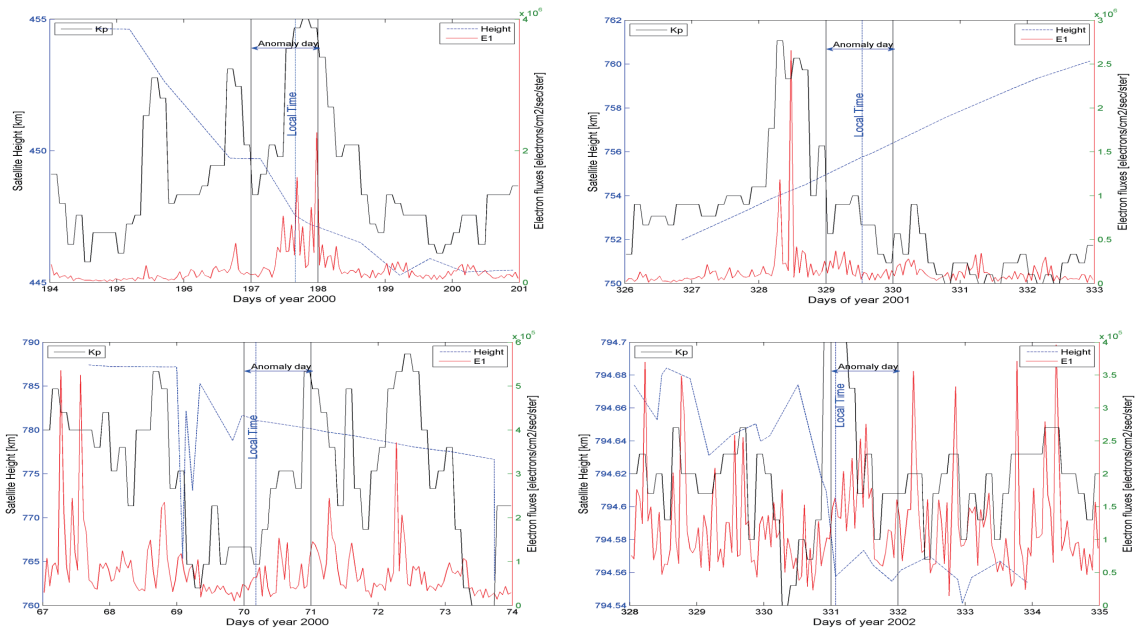 455
450
445
Satellite Height [km]
Kp
Anomaly day
Local Time
Height
E1
4
2
0
Electron fluxes [electrons/cm2/sec/ster]
194 195 196 197 198 199 200 201
Days of year 2000
762
760
758
756
754
752
750
Satellite Height [km]
Kp
Anomaly day
Local Time
Height
E1
3
2.5
2
1.5
1
0.5
0
Electron fluxes [electrons/cm2/sec/ster]
326 327 328 329 330 331 332 333
Days of year 2001
790
785
780
775
770
765
760
Satellite Height [km]
Kp
Anomaly day
Local Time
Height
E1
6
5
4
3
2
1
0
Electron fluxes [electrons/cm2/sec/ster]
67 68 69 70 71 72 73 74
Days of year 2000
794.7
794.68
794.66
794.64
794.62
794.6
794.58
794.56
794.54
Satellite Height [km]
Kp
Anomaly day
Local Time
Height
E1
4
3.5
3
2.5
2
1.5
1
0.5
0
Electron fluxes [electrons/cm2/sec/ster]
328 329 330 331 332 333 334 335
Days of year 2002